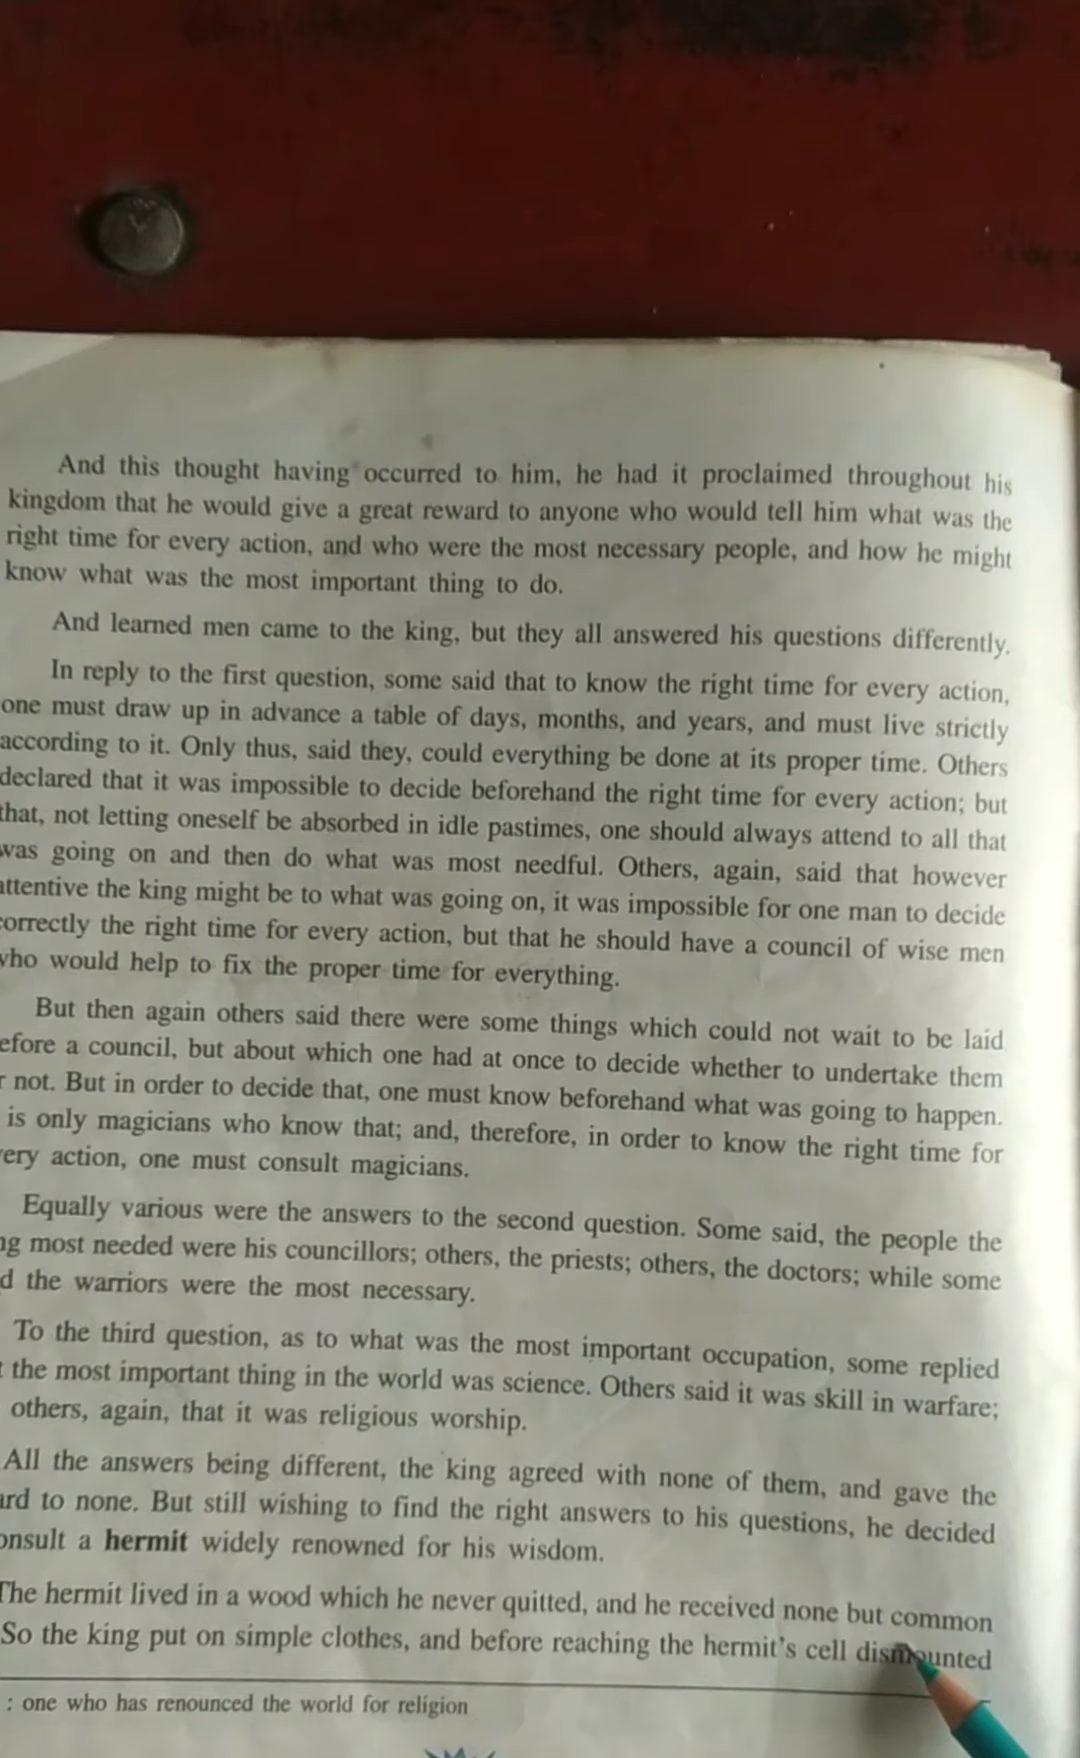 And this thought having occurred to him, he had it proclaimed throughout his
kingdom that he would give a great reward to anyone who would tell him what was the
right time for every action, and who were the most necessary people, and how he might
know what was the most important thing to do.
And learned men came to the king, but they all answered his questions differently.
In reply to the first question, some said that to know the right time for every action,
one must draw up in advance a table of days, months, and years, and must live strictly
according to it. Only thus, said they, could everything be done at its proper time. Others
declared that it was impossible to decide beforehand the right time for every action; but
that, not letting oneself be absorbed in idle pastimes, one should always attend to all that
was going on and then do what was most needful. Others, again, said that however
attentive the king might be to what was going on, it was impossible for one man to decide
correctly the right time for every action, but that he should have a council of wise men
who would help to fix the proper time for everything.
But then again others said there were some things which could not wait to be laid
efore a council, but about which one had at once to decide whether to undertake them
r not. But in order to decide that, one must know beforehand what was going to happen.
is only magicians who know that; and, therefore, in order to know the right time for
ery action, one must consult magicians.
Equally various were the answers to the second question. Some said, the people the
ng most needed were his councillors; others, the priests; others, the doctors; while some
d the warriors were the most necessary.
To the third question, as to what was the most important occupation, some replied
t the most important thing in the world was science. Others said it was skill in warfare;
others, again, that it was religious worship.
All the answers being different, the king agreed with none of them, and gave the
ard to none. But still wishing to find the right answers to his questions, he decided
onsult a hermit widely renowned for his wisdom.
The hermit lived in a wood which he never quitted, and he received none but common
So the king put on simple clothes, and before reaching the hermit's cell dismounted
: one who has renounced the world for religion